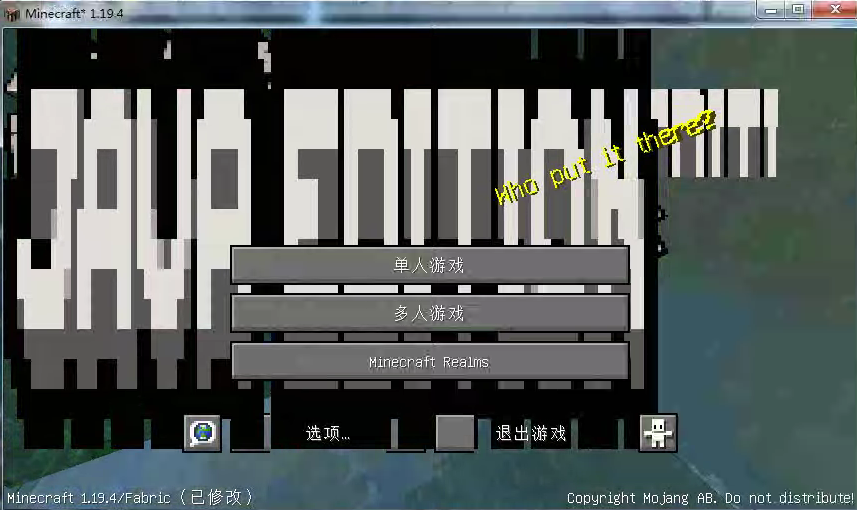 Minecraft* 1.19.4
JAVA EDITION
Who put it there?
单人游戏
多人游戏
Minecraft Realms
选项...
退出游戏
Minecraft 1.19.4/Fabric（已修改）
Copyright Mojang AB. Do not distribute!